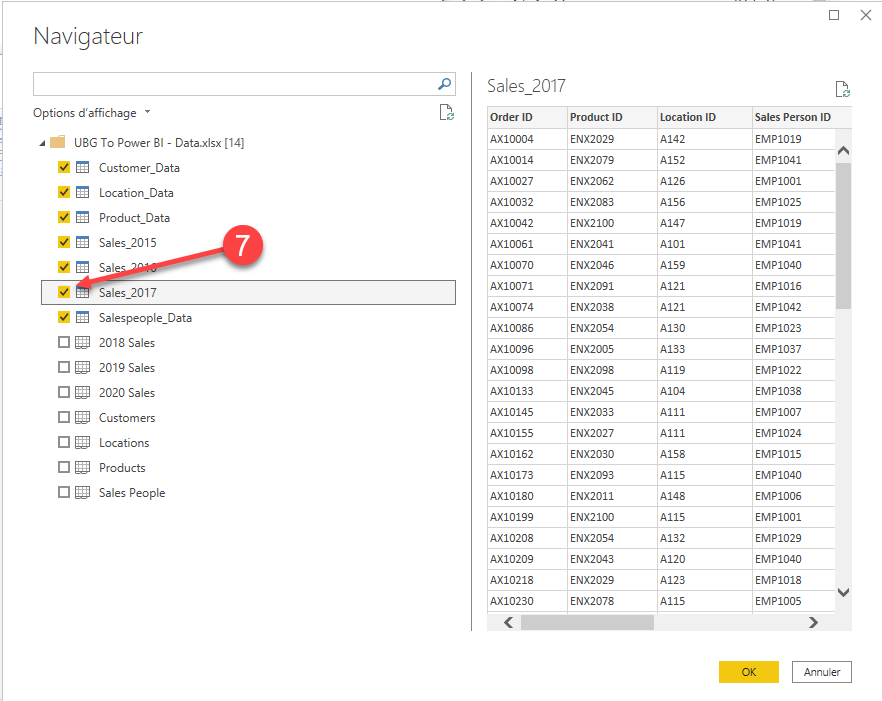 Navigateur
Options d'affichage
UBG To Power BI - Data.xlsx [14]
Customer_Data
Location_Data
Product_Data
Sales_2015
7
Sales_2016
Sales_2017
Salespeople_Data
2018 Sales
2019 Sales
2020 Sales
Customers
Locations
Products
Sales People
Sales_2017
Order ID Product ID Location ID Sales Person ID
AX10004 ENX2029 A142 EMP1019
AX10014 ENX2079 A152 EMP1041
AX10027 ENX2062 A126 EMP1001
AX10032 ENX2083 A156 EMP1025
AX10042 ENX2100 A147 EMP1019
AX10061 ENX2041 A101 EMP1041
AX10070 ENX2046 A159 EMP1040
AX10071 ENX2091 A121 EMP1016
AX10074 ENX2038 A121 EMP1042
AX10086 ENX2054 A130 EMP1023
AX10096 ENX2005 A133 EMP1037
AX10098 ENX2098 A119 EMP1022
AX10133 ENX2045 A104 EMP1038
AX10145 ENX2033 A111 EMP1007
AX10155 ENX2027 A111 EMP1024
AX10162 ENX2030 A158 EMP1015
AX10173 ENX2093 A115 EMP1040
AX10180 ENX2011 A148 EMP1006
AX10199 ENX2100 A115 EMP1001
AX10208 ENX2054 A132 EMP1029
AX10209 ENX2043 A120 EMP1040
AX10218 ENX2029 A123 EMP1018
AX10230 ENX2078 A115 EMP1005
OK
Annuler